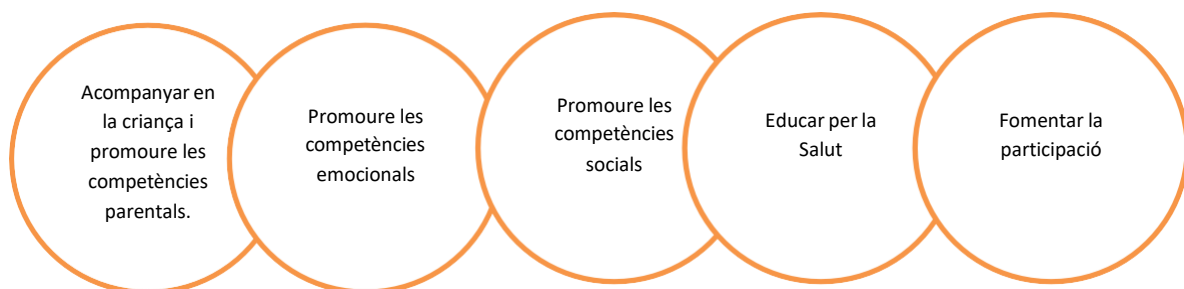 Acompanyar en
la criança i
promoure les
competències
parentals.
Promoure les
competències
emocionals
Promoure les
competències
socials
Educar per la
Salut
Fomentar la
participació